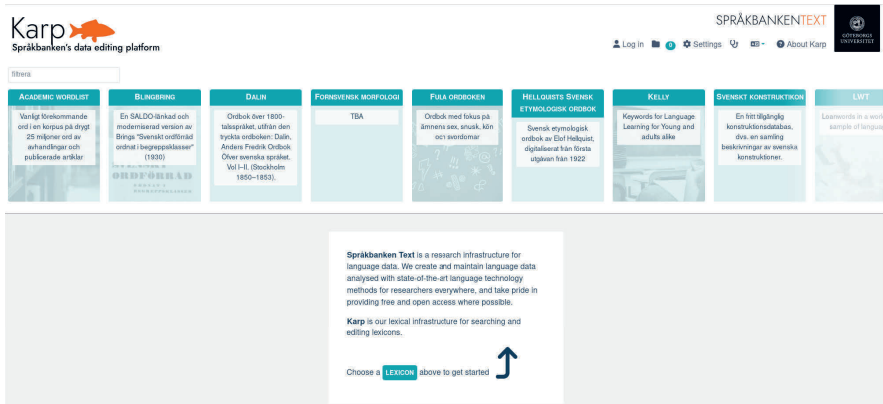 Karp
Språkbanken's data editing platform
SPRÅKBANKENTEXT
GÖTEBORGS
UNIVERSITET
Log in 0 Settings About Karp
filtrera
ACADEMIC WORDLIST
Vanligt förekommande
ord i en korpus på drygt
25 miljoner ord av
avhandlingar och
publicerade artiklar
BLINGBRING
En SALDO-länkad och
moderniserad version av
Brings "Svenskt ordförråd
ordnat i begreppsklasser"
(1930)
ORDFÖRRÅD
DALIN
Ordbok över 1800-
talsspråket, utifrån den
tryckta ordboken: Dalin,
Anders Fredrik Ordbok
Öfver svenska språket.
Vol I–II. (Stockholm
1850–1853).
FORNSVENSK MORFOLOGI
TBA
FULA ORDBOKEN
Ordbok med fokus på
ämnena sex, snusk, kön
och svordomar
HELLQUISTS SVENSK
ETYMOLOGISK ORDBOK
Svensk etymologisk
ordbok av Elof Hellquist,
digitaliserat från första
utgåvan från 1922
KELLY
Keywords for Language
Learning for Young and
adults alike
SVENSKT KONSTRUKTIKON
En fritt tillgänglig
konstruktionsdatabas,
dvs. en samling
beskrivningar av svenska
konstruktioner.
LWT
Loanwords in a wor
sample of langua
Språkbanken Text is a research infrastructure for
language data. We create and maintain language data
analysed with state-of-the-art language technology
methods for researchers everywhere, and take pride in
providing free and open access where possible.
Karp is our lexical infrastructure for searching and
editing lexicons.
Choose a LEXICON above to get started